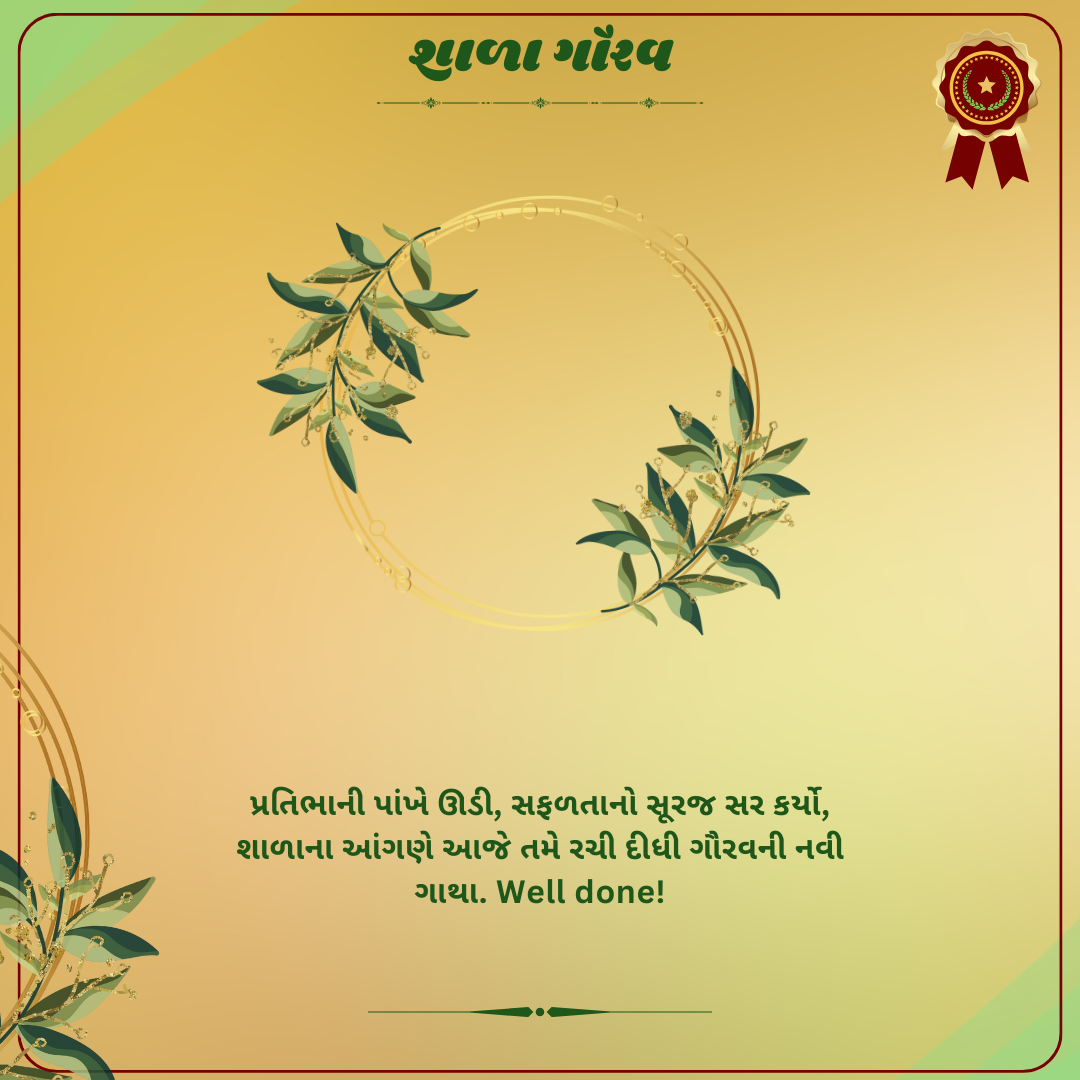 શાળા ગૌરવ
પ્રતિભાની પાંખે ઊડી, સફળતાનો સૂરજ સર કર્યો,
શાળાના આંગણે આજે તમે રચી દીધી ગૌરવની નવી
ગાથા. Well done!